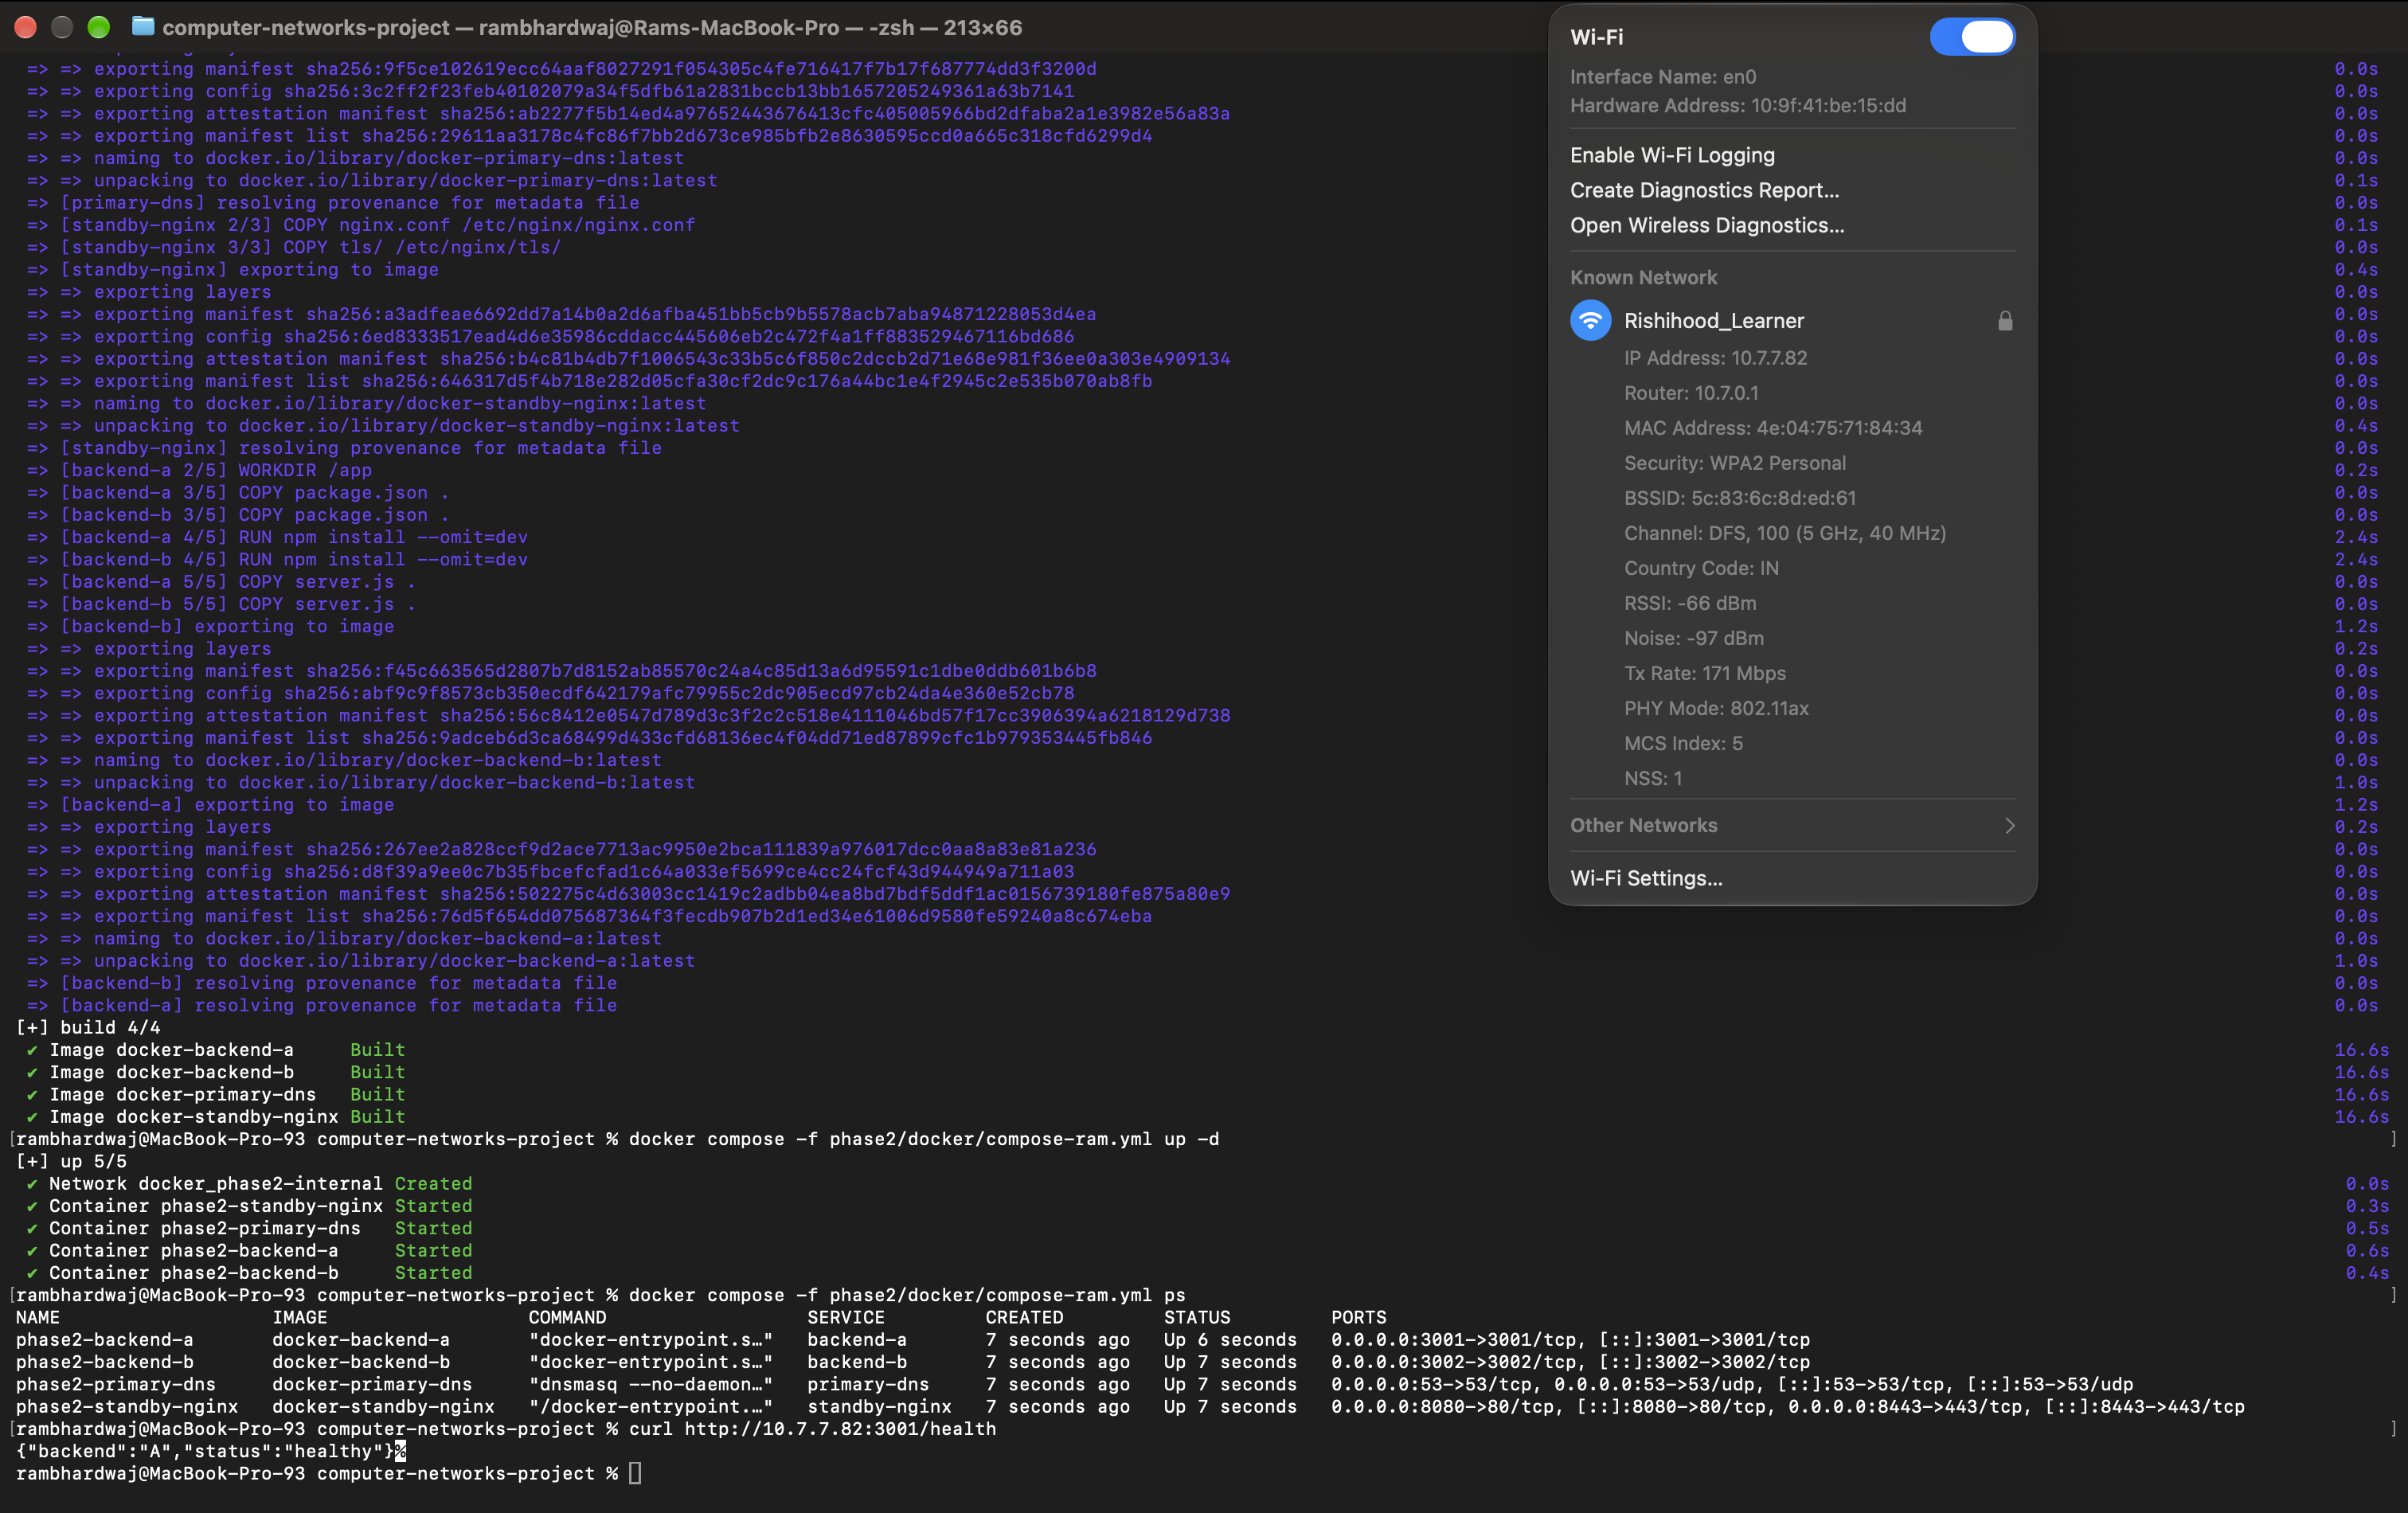 computer-networks-project — rambhardwaj@Rams-MacBook-Pro — -zsh — 213×66
=> => exporting manifest sha256:9f5ce102619ecc64aaf8027291f054305c4fe716417f7b17f687774dd3f3200d 0.0s
=> => exporting config sha256:3c2ff2f23feb40102079a34f5dfb61a2831bccb13bb1657205249361a63b7141 0.0s
=> => exporting attestation manifest sha256:ab2277f5b14ed4a97652443676413cfc405005966bd2dfaba2a1e3982e56a83a 0.0s
=> => exporting manifest list sha256:29611aa3178c4fc86f7bb2d673ce985bfb2e8630595ccd0a665c318cfd6299d4 0.0s
=> => naming to docker.io/library/docker-primary-dns:latest 0.0s
=> => unpacking to docker.io/library/docker-primary-dns:latest 0.1s
=> [primary-dns] resolving provenance for metadata file 0.0s
=> [standby-nginx 2/3] COPY nginx.conf /etc/nginx/nginx.conf 0.1s
=> [standby-nginx 3/3] COPY tls/ /etc/nginx/tls/ 0.0s
=> [standby-nginx] exporting to image 0.4s
=> => exporting layers 0.0s
=> => exporting manifest sha256:a3adfeae6692dd7a14b0a2d6afba451bb5cb9b5578acb7aba94871228053d4ea 0.0s
=> => exporting config sha256:6ed8333517ead4d6e35986cddacc445606eb2c472f4a1ff883529467116bd686 0.0s
=> => exporting attestation manifest sha256:b4c81b4db7f1006543c33b5c6f850c2dccb2d71e68e981f36ee0a303e4909134 0.0s
=> => exporting manifest list sha256:646317d5f4b718e282d05cfa30cf2dc9c176a44bc1e4f2945c2e535b070ab8fb 0.0s
=> => naming to docker.io/library/docker-standby-nginx:latest 0.0s
=> => unpacking to docker.io/library/docker-standby-nginx:latest 0.4s
=> [standby-nginx] resolving provenance for metadata file 0.0s
=> [backend-a 2/5] WORKDIR /app 0.2s
=> [backend-a 3/5] COPY package.json . 0.0s
=> [backend-b 3/5] COPY package.json . 0.0s
=> [backend-a 4/5] RUN npm install --omit=dev 2.4s
=> [backend-b 4/5] RUN npm install --omit=dev 2.4s
=> [backend-a 5/5] COPY server.js . 0.0s
=> [backend-b 5/5] COPY server.js . 0.0s
=> [backend-b] exporting to image 1.2s
=> => exporting layers 0.2s
=> => exporting manifest sha256:f45c663565d2807b7d8152ab85570c24a4c85d13a6d95591c1dbe0ddb601b6b8 0.0s
=> => exporting config sha256:abf9c9f8573cb350ecdf642179afc79955c2dc905ecd97cb24da4e360e52cb78 0.0s
=> => exporting attestation manifest sha256:56c8412e0547d789d3c3f2c2c518e4111046bd57f17cc3906394a6218129d738 0.0s
=> => exporting manifest list sha256:9adceb6d3ca68499d433cfd68136ec4f04dd71ed87899cfc1b979353445fb846 0.0s
=> => naming to docker.io/library/docker-backend-b:latest 0.0s
=> => unpacking to docker.io/library/docker-backend-b:latest 1.0s
=> [backend-a] exporting to image 1.2s
=> => exporting layers 0.2s
=> => exporting manifest sha256:267ee2a828ccf9d2ace7713ac9950e2bca111839a976017dcc0aa8a83e81a236 0.0s
=> => exporting config sha256:d8f39a9ee0c7b35fbcefcfad1c64a033ef5699ce4cc24fcf43d944949a711a03 0.0s
=> => exporting attestation manifest sha256:502275c4d63003cc1419c2adbb04ea8bd7bdf5ddf1ac0156739180fe875a80e9 0.0s
=> => exporting manifest list sha256:76d5f654dd075687364f3fecdb907b2d1ed34e61006d9580fe59240a8c674eba 0.0s
=> => naming to docker.io/library/docker-backend-a:latest 0.0s
=> => unpacking to docker.io/library/docker-backend-a:latest 1.0s
=> [backend-b] resolving provenance for metadata file 0.0s
=> [backend-a] resolving provenance for metadata file 0.0s
[+] build 4/4
✔ Image docker-backend-a Built 16.6s
✔ Image docker-backend-b Built 16.6s
✔ Image docker-primary-dns Built 16.6s
✔ Image docker-standby-nginx Built 16.6s
[rambhardwaj@MacBook-Pro-93 computer-networks-project % docker compose -f phase2/docker/compose-ram.yml up -d ]
[+] up 5/5
✔ Network docker_phase2-internal Created 0.0s
✔ Container phase2-standby-nginx Started 0.3s
✔ Container phase2-primary-dns Started 0.5s
✔ Container phase2-backend-a Started 0.6s
✔ Container phase2-backend-b Started 0.4s
[rambhardwaj@MacBook-Pro-93 computer-networks-project % docker compose -f phase2/docker/compose-ram.yml ps ]
NAME IMAGE COMMAND SERVICE CREATED STATUS PORTS
phase2-backend-a docker-backend-a "docker-entrypoint.s…" backend-a 7 seconds ago Up 6 seconds 0.0.0.0:3001->3001/tcp, [::]:3001->3001/tcp
phase2-backend-b docker-backend-b "docker-entrypoint.s…" backend-b 7 seconds ago Up 7 seconds 0.0.0.0:3002->3002/tcp, [::]:3002->3002/tcp
phase2-primary-dns docker-primary-dns "dnsmasq --no-daemon…" primary-dns 7 seconds ago Up 7 seconds 0.0.0.0:53->53/tcp, 0.0.0.0:53->53/udp, [::]:53->53/tcp, [::]:53->53/udp
phase2-standby-nginx docker-standby-nginx "/docker-entrypoint.…" standby-nginx 7 seconds ago Up 7 seconds 0.0.0.0:8080->80/tcp, [::]:8080->80/tcp, 0.0.0.0:8443->443/tcp, [::]:8443->443/tcp
[rambhardwaj@MacBook-Pro-93 computer-networks-project % curl http://10.7.7.82:3001/health ]
{"backend":"A","status":"healthy"}%
rambhardwaj@MacBook-Pro-93 computer-networks-project %
Wi-Fi
Interface Name: en0
Hardware Address: 10:9f:41:be:15:dd
Enable Wi-Fi Logging
Create Diagnostics Report...
Open Wireless Diagnostics...
Known Network
Rishihood_Learner
IP Address: 10.7.7.82
Router: 10.7.0.1
MAC Address: 4e:04:75:71:84:34
Security: WPA2 Personal
BSSID: 5c:83:6c:8d:ed:61
Channel: DFS, 100 (5 GHz, 40 MHz)
Country Code: IN
RSSI: -66 dBm
Noise: -97 dBm
Tx Rate: 171 Mbps
PHY Mode: 802.11ax
MCS Index: 5
NSS: 1
Other Networks
Wi-Fi Settings...